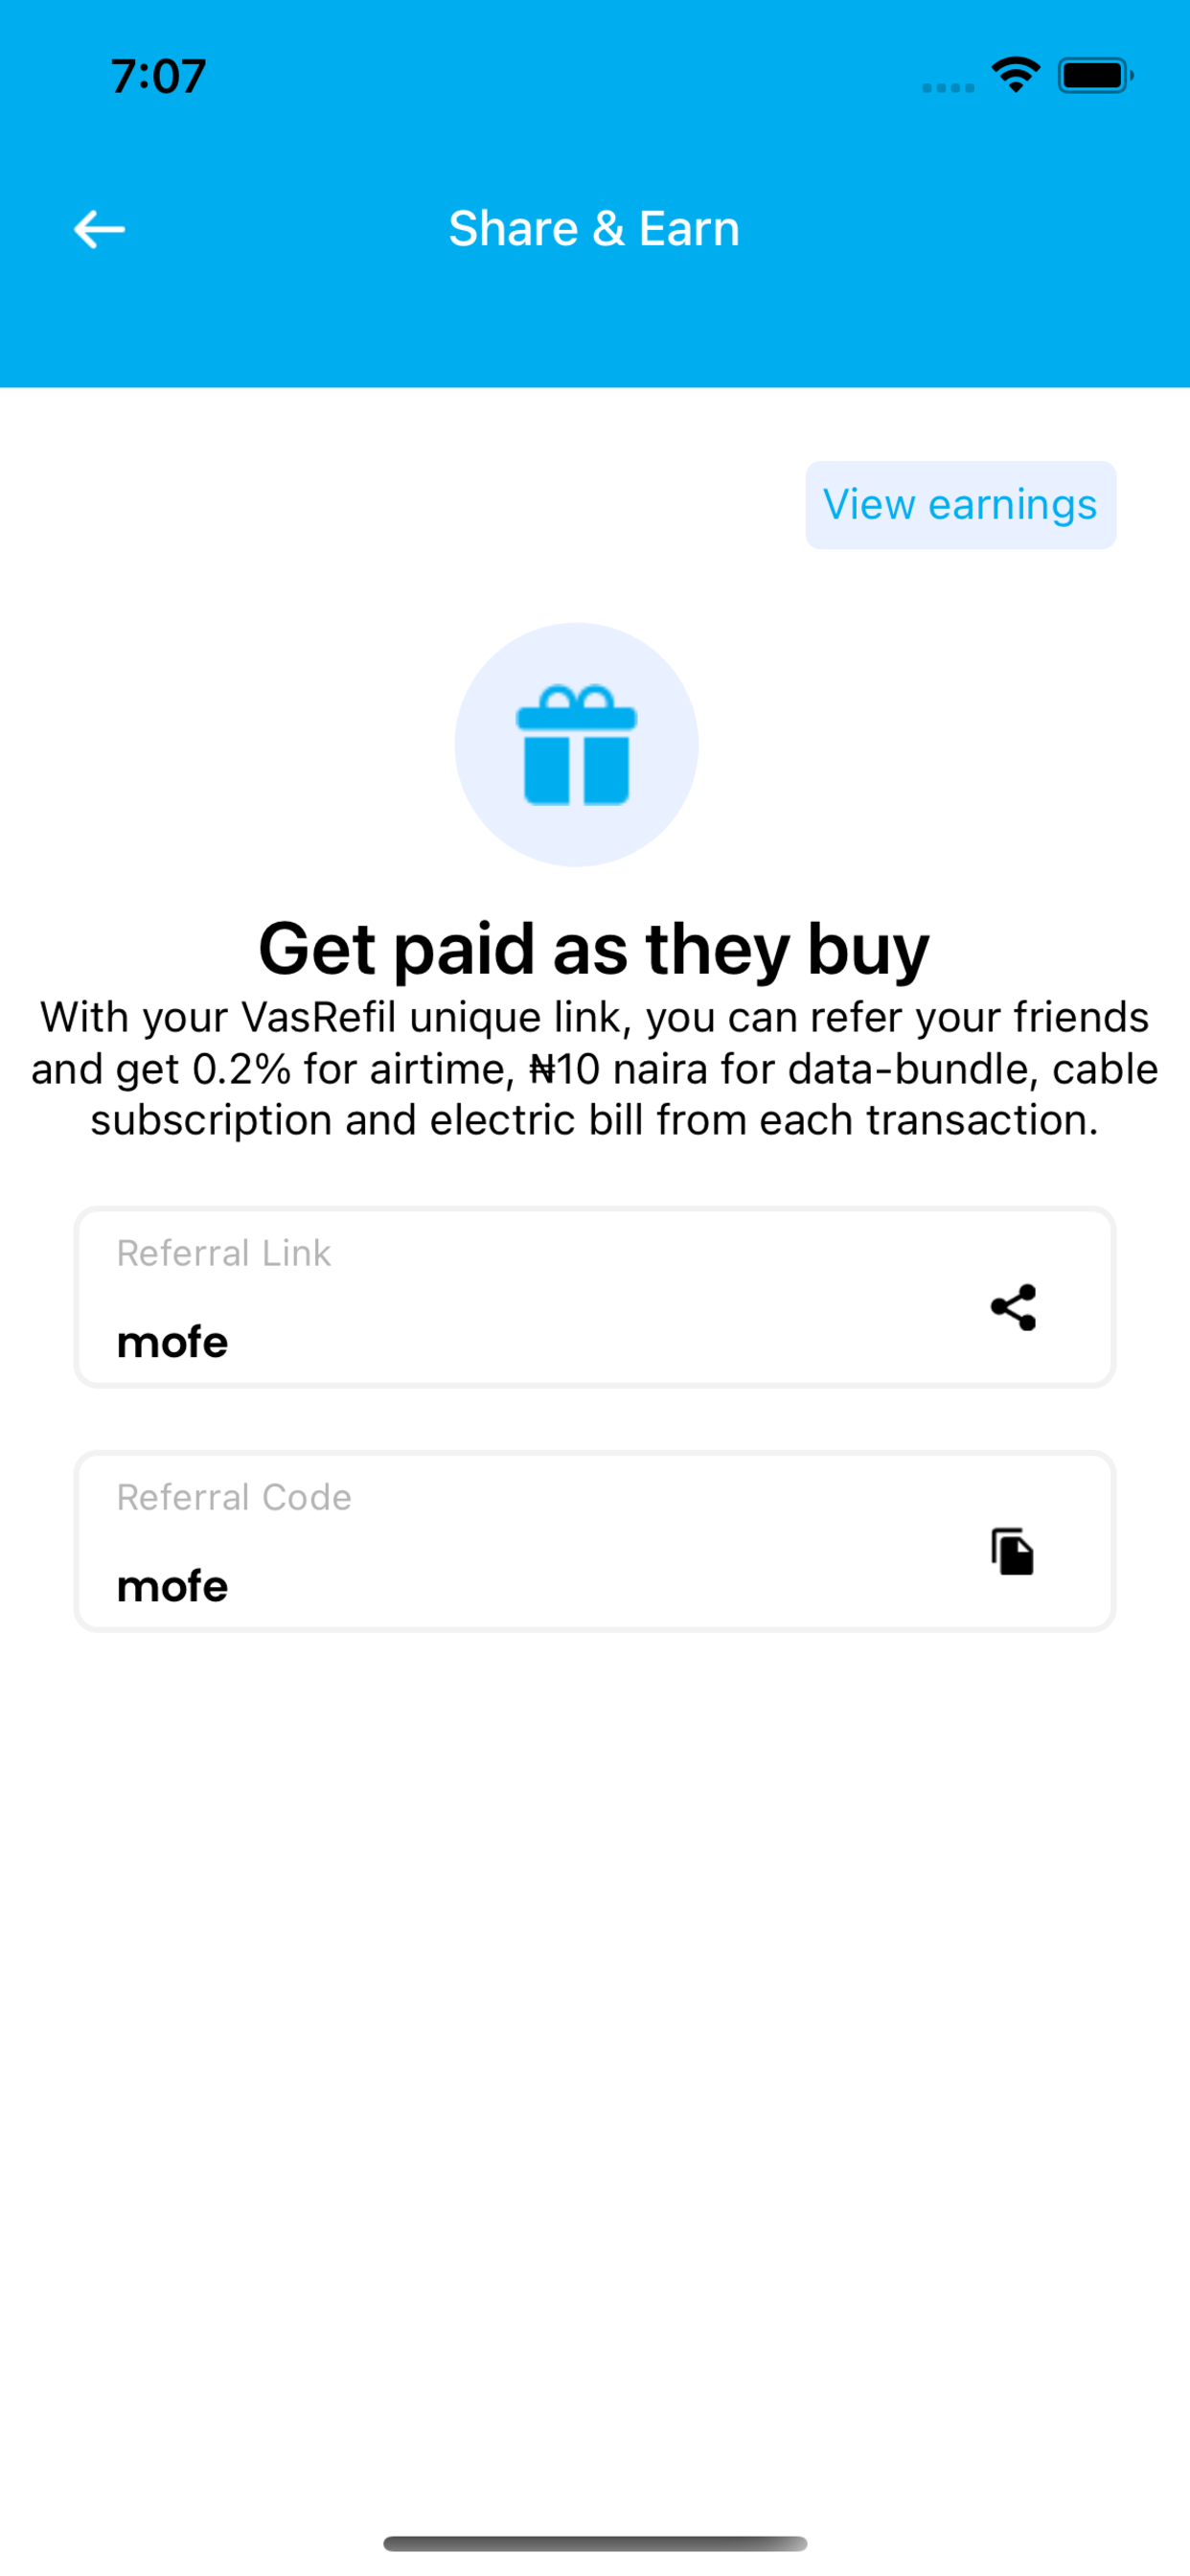 7:07
Share & Earn
View earnings
Get paid as they buy
With your VasRefil unique link, you can refer your friends
and get 0.2% for airtime, ₦10 naira for data-bundle, cable
subscription and electric bill from each transaction.
Referral Link
mofe
Referral Code
mofe